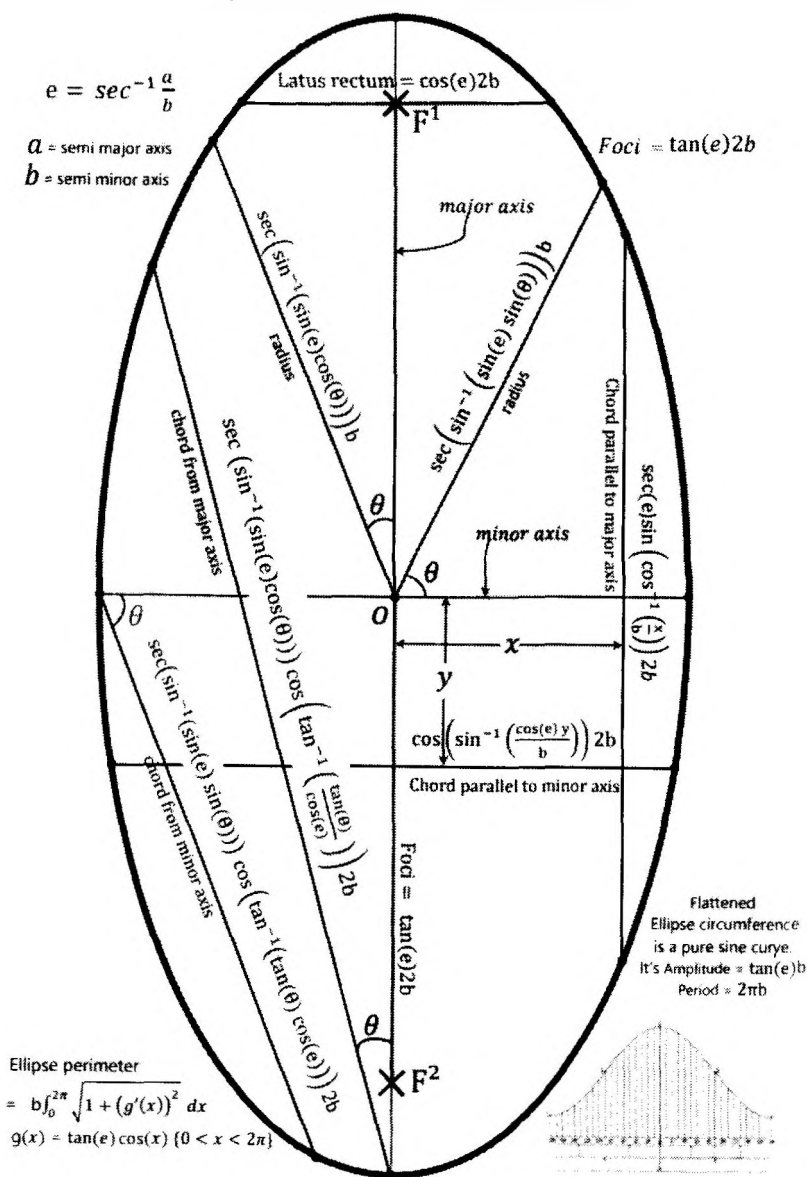 Latus rectum = cos(e)2b
e = sec⁻¹ a/b
F¹
a = semi major axis
b = semi minor axis
Foci = tan(e)2b
major axis
sec(sin⁻¹(sin(e)cos(θ)))b
radius
sec(sin⁻¹(sin(e) sin(θ)))b
radius
θ
θ
minor axis
O
Chord parallel to major axis
sec(e)sin(cos⁻¹(x/b))2b
chord from major axis
sec(sin⁻¹(sin(e)cos(θ)))cos(tan⁻¹(tan(θ)/cos(e)))2b
θ
x
y
cos(sin⁻¹(cos(e) y/b))2b
Chord parallel to minor axis
chord from minor axis
sec(sin⁻¹(sin(e) sin(θ)))cos(tan⁻¹(tan(θ) cos(e)))2b
Foci = tan(e)2b
θ
F²
Flattened
Ellipse circumference
is a pure sine curve.
It's Amplitude = tan(e)b
Period = 2πb
Ellipse perimeter
= b∫₀²π √(1 + (g′(x))²) dx
g(x) = tan(e) cos(x) {0 < x < 2π}